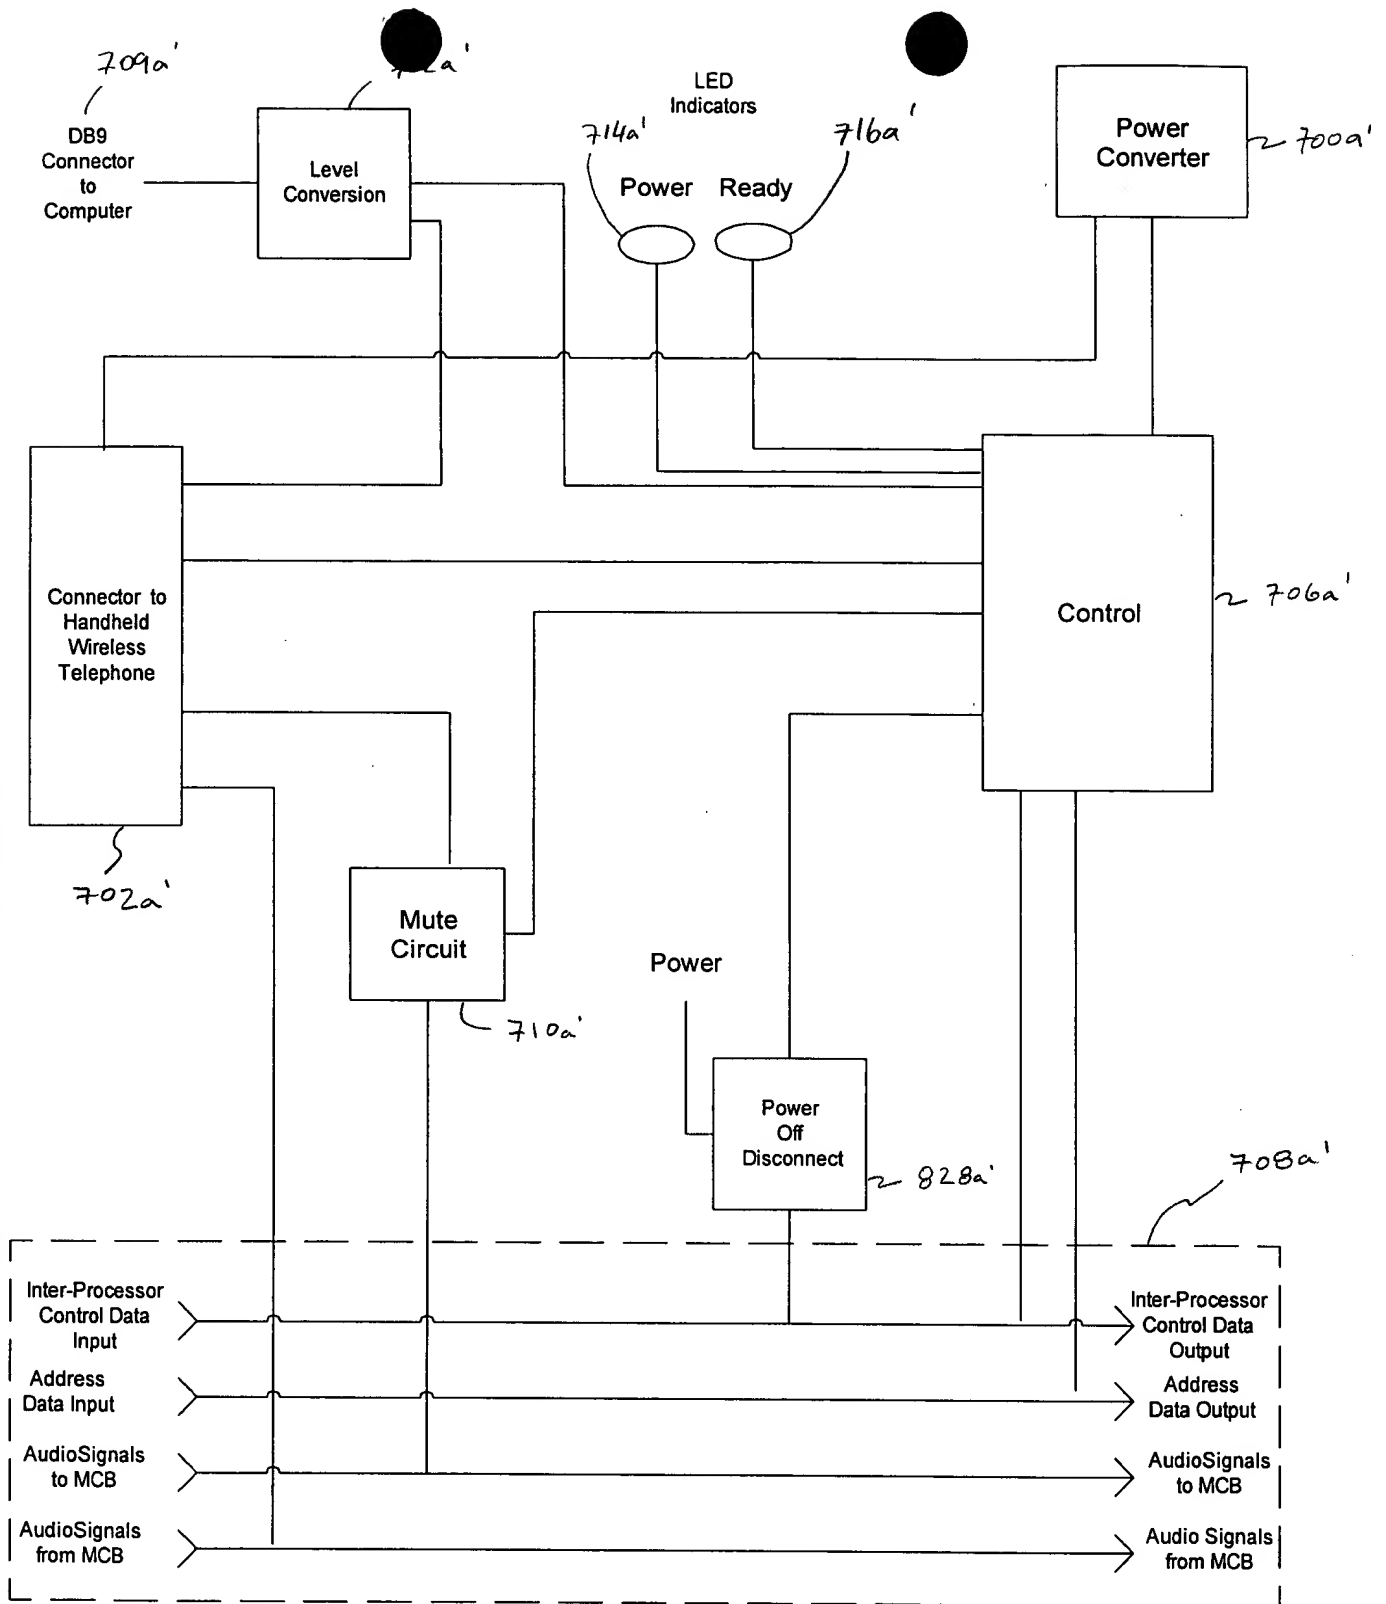 709a'
LED
Indicators
714a'
716a'
Power
Converter
700a'
DB9
Connector
to
Computer
Level
Conversion
Power Ready
Connector to
Handheld
Wireless
Telephone
702a'
Control
706a'
Mute
Circuit
710a'
Power
Power
Off
Disconnect
828a'
708a'
Inter-Processor
Control Data
Input
Inter-Processor
Control Data
Output
Address
Data Input
Address
Data Output
AudioSignals
to MCB
AudioSignals
to MCB
AudioSignals
from MCB
Audio Signals
from MCB